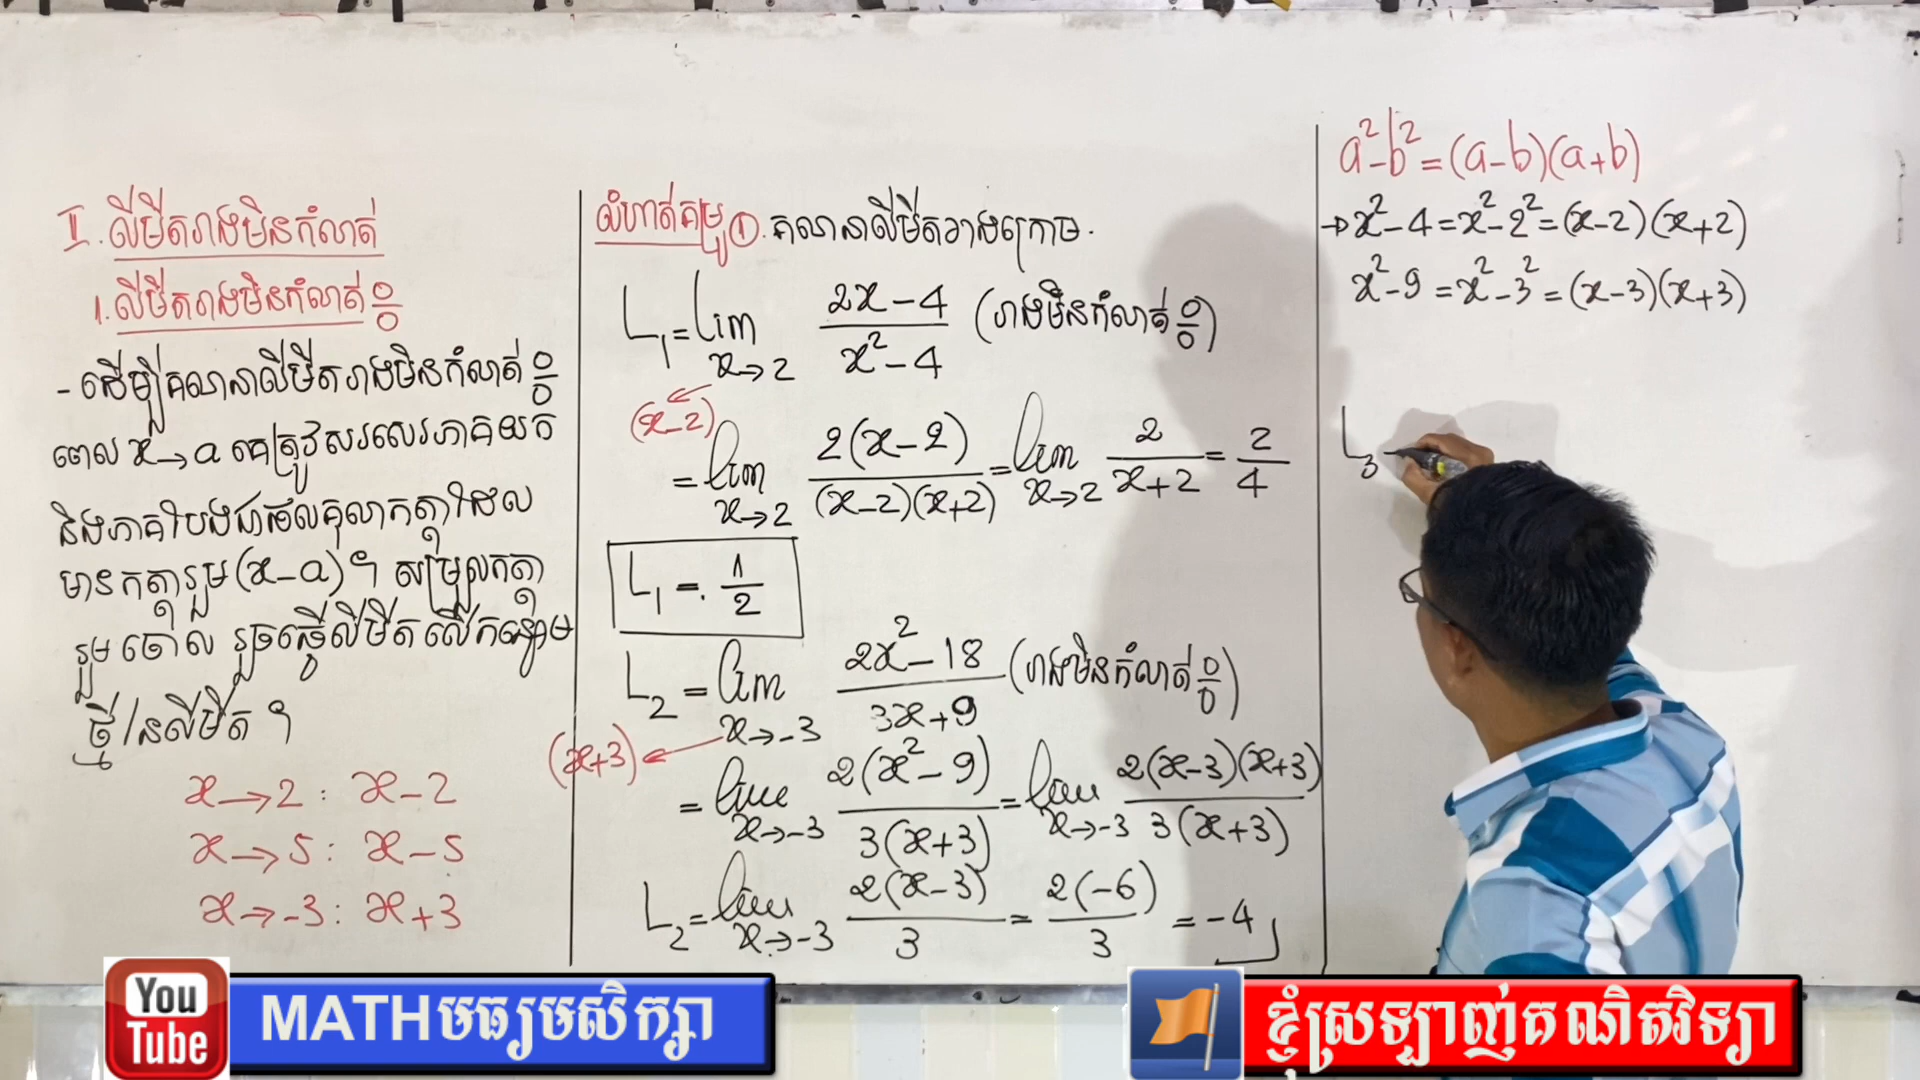 II. លីមីតរាងមិនកំណត់
1. លីមីតរាងមិនកំណត់ 0/0
- ដើម្បីគណនាលីមីតរាងមិនកំណត់ 0/0
ពេល x→a គេត្រូវសរសេរភាគយក
និងភាគបែងជាផលគុណកត្តាដែល
មានកត្តារួម (x-a) ។ សម្រួលកត្តា
រួមចោល រួចធ្វើលីមីតលើកន្សោម
ថ្មីនៃលីមីត ។
x→2 : x-2
x→5 : x-5
x→-3 : x+3
លំហាត់គម្រូ ① . គណនាលីមីតខាងក្រោម .
L₁ = lim x→2 (2x-4)/(x²-4) (រាងមិនកំណត់ 0/0)
(x-2)
= lim x→2 2(x-2)/(x-2)(x+2) = lim x→2 2/(x+2) = 2/4
L₁ = 1/2
L₂ = lim x→-3 (2x²-18)/(3x+9) (រាងមិនកំណត់ 0/0)
(x+3)
= lim x→-3 2(x²-9)/3(x+3) = lim x→-3 2(x-3)(x+3)/3(x+3)
L₂ = lim x→-3 2(x-3)/3 = 2(-6)/3 = -4
a²-b² = (a-b)(a+b)
→ x²-4 = x²-2² = (x-2)(x+2)
x²-9 = x²-3² = (x-3)(x+3)
L₃ -
You
Tube
MATHមធ្យមសិក្សា
ខ្ញុំស្រឡាញ់គណិតវិទ្យា